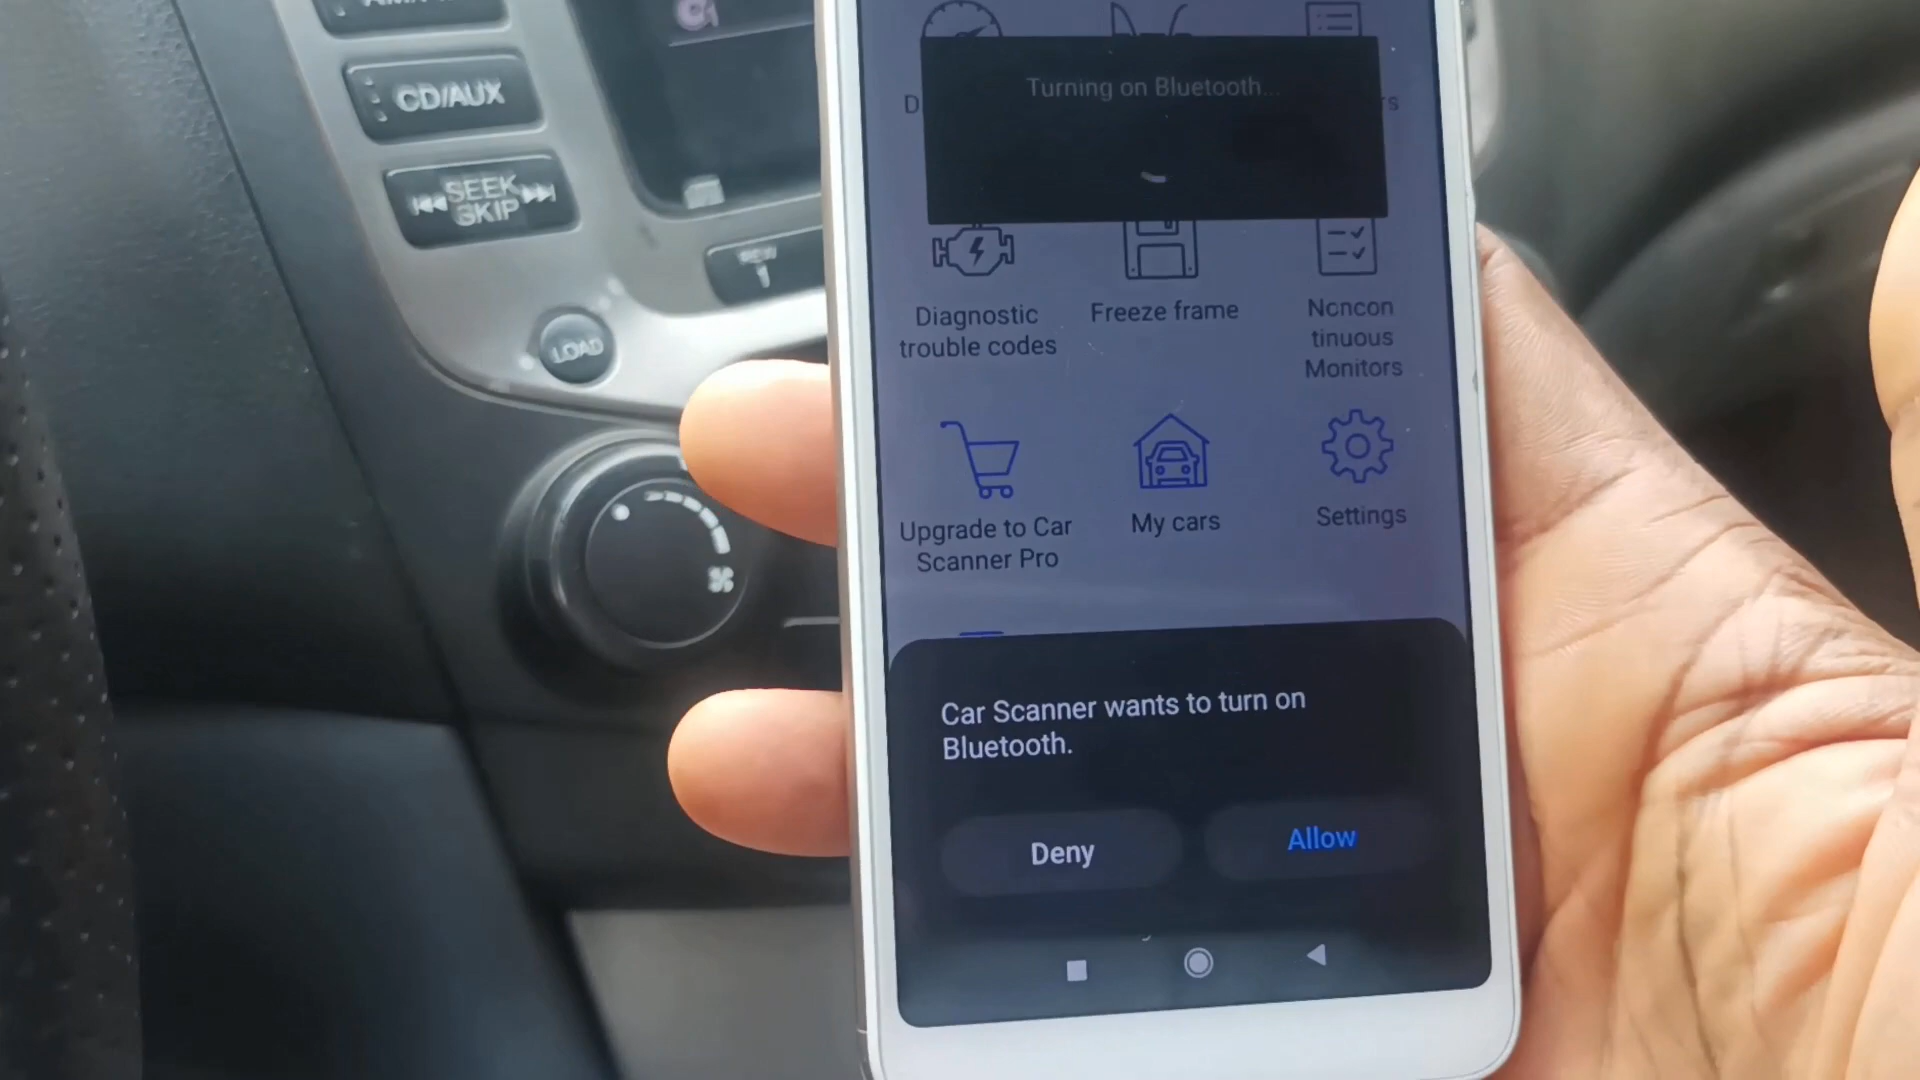 CD/AUX
SEEK
SKIP
LOAD
Turning on Bluetooth...
D
rs
Diagnostic
trouble codes
Freeze frame
Noncon
tinuous
Monitors
Upgrade to Car
Scanner Pro
My cars
Settings
Car Scanner wants to turn on
Bluetooth.
Deny
Allow